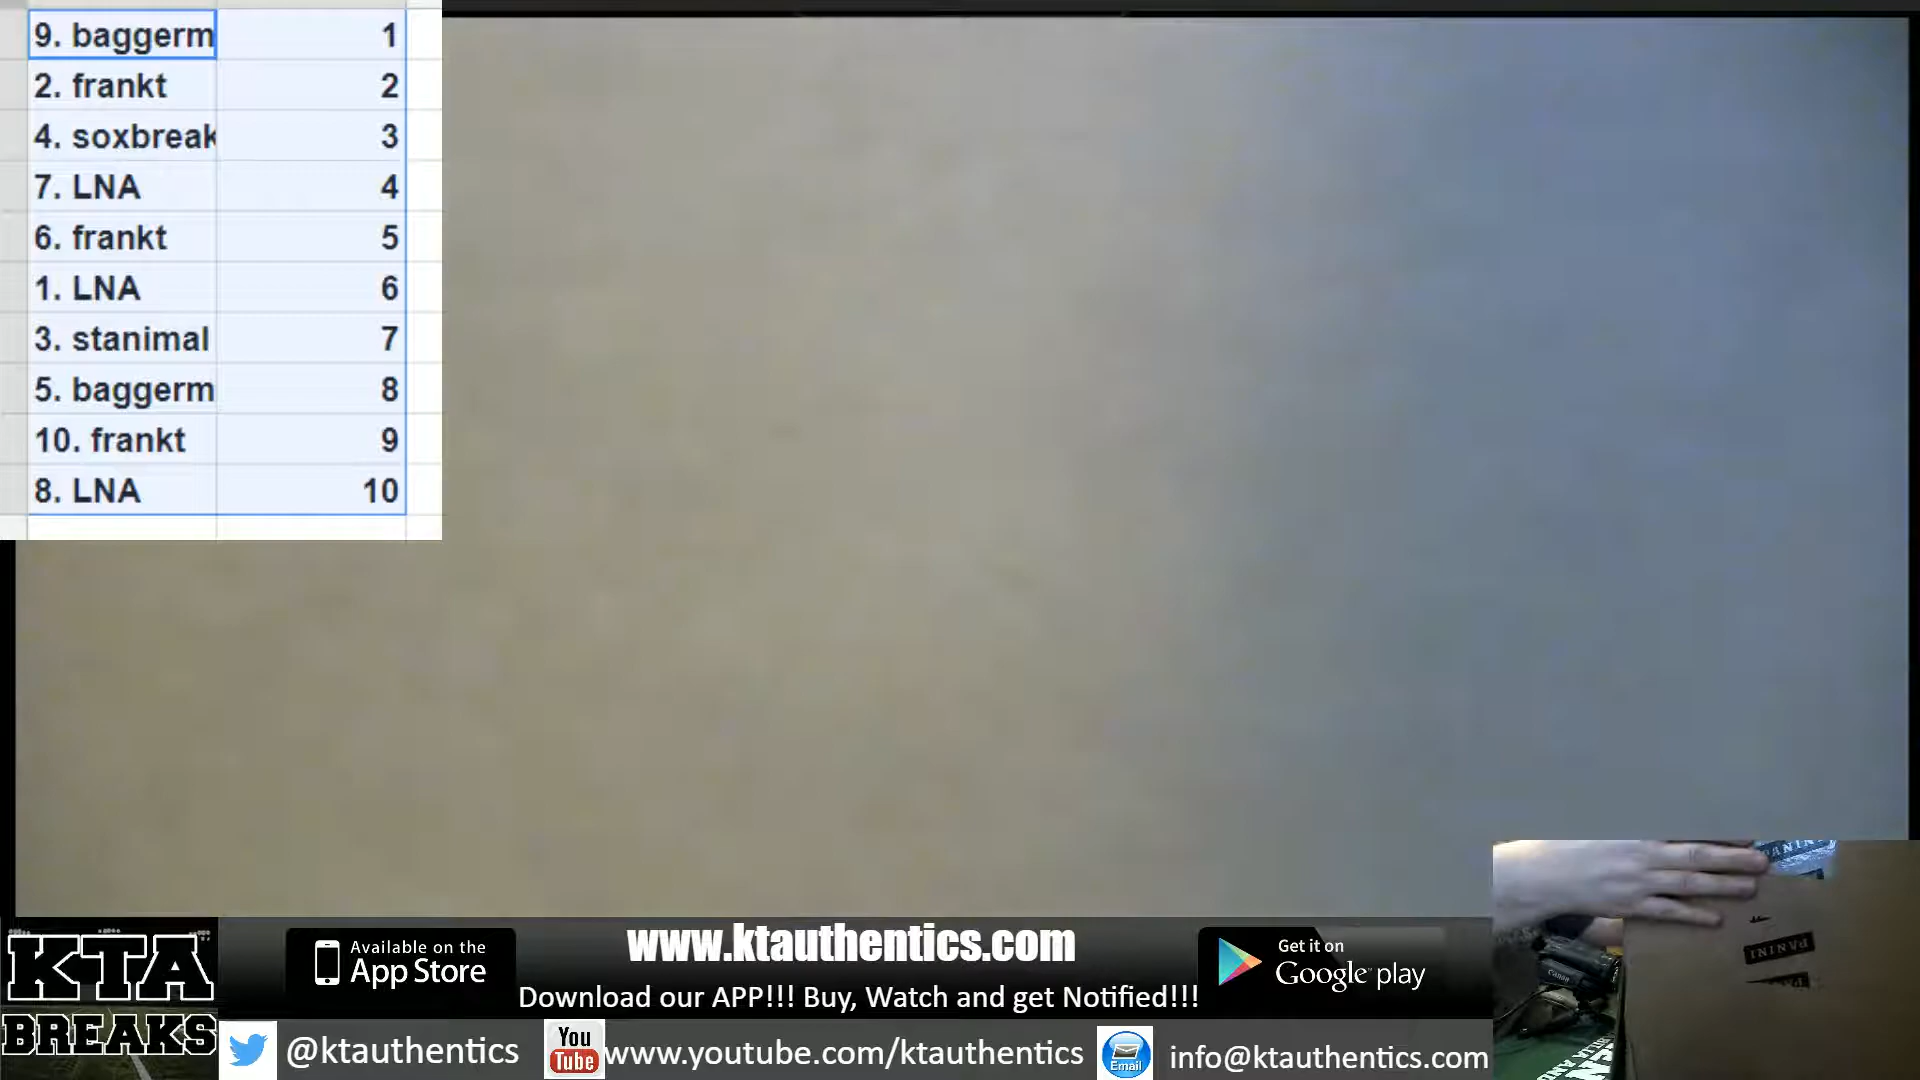 9. baggerm 1
2. frankt 2
4. soxbreak 3
7. LNA 4
6. frankt 5
1. LNA 6
3. stanimal 7
5. baggerm 8
10. frankt 9
8. LNA 10
PANINI
PANINI
Canon
KTA
BREAKS
Available on the
App Store
www.ktauthentics.com
Get it on
Google play
Download our APP!!! Buy, Watch and get Notified!!!
@ktauthentics
You
Tube
www.youtube.com/ktauthentics
Email
info@ktauthentics.com